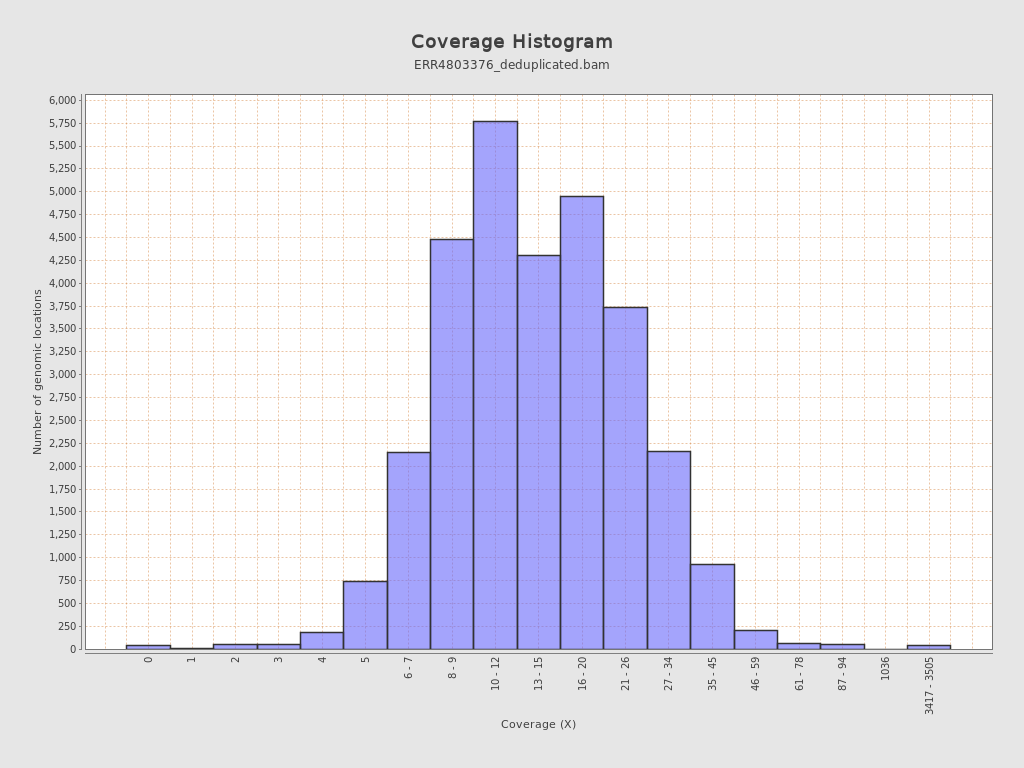 Coverage Histogram
ERR4803376_deduplicated.bam
Number of genomic locations
6,000
5,750
5,500
5,250
5,000
4,750
4,500
4,250
4,000
3,750
3,500
3,250
3,000
2,750
2,500
2,250
2,000
1,750
1,500
1,250
1,000
750
500
250
0
0
1
2
3
4
5
6 - 7
8 - 9
10 - 12
13 - 15
16 - 20
21 - 26
27 - 34
35 - 45
46 - 59
61 - 78
87 - 94
1036
3417 - 3505
Coverage (X)